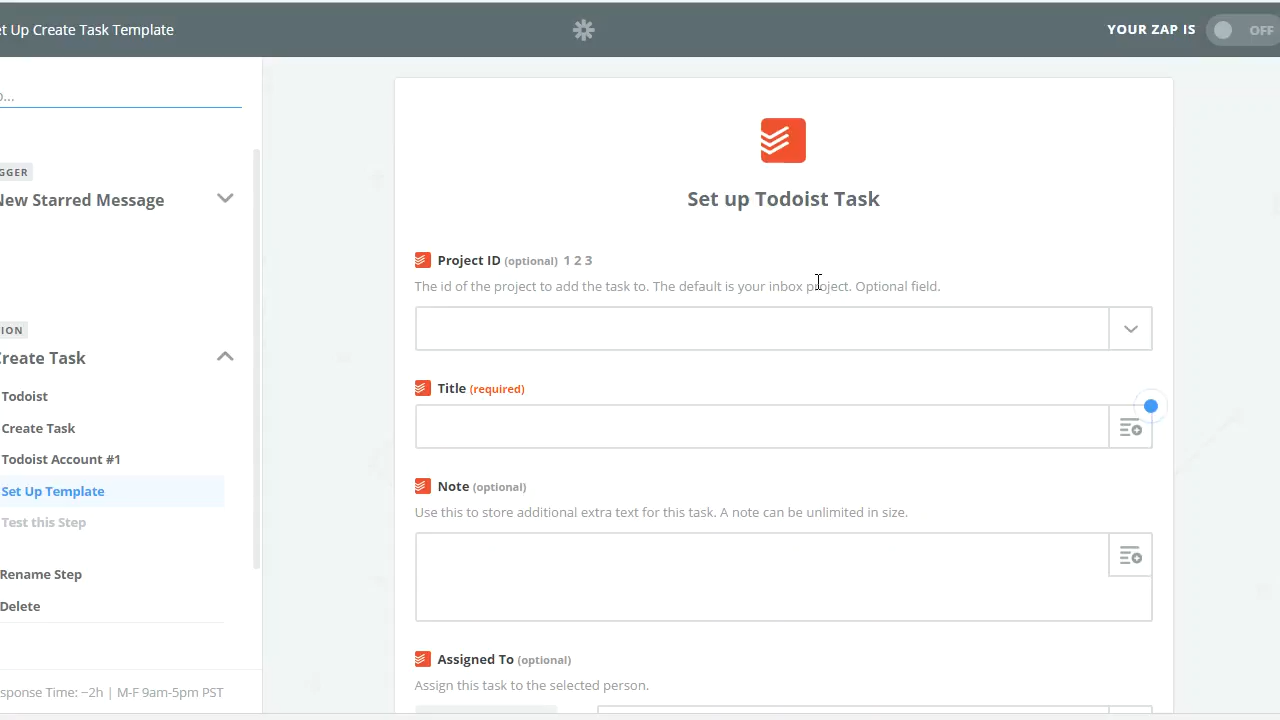 et Up Create Task Template
YOUR ZAP IS
OFF
o...
GGER
New Starred Message
ION
Create Task
Todoist
Create Task
Todoist Account #1
Set Up Template
Test this Step
Rename Step
Delete
sponse Time: ~2h | M-F 9am-5pm PST
Set up Todoist Task
Project ID (optional) 1 2 3
The id of the project to add the task to. The default is your inbox project. Optional field.
Title (required)
Note (optional)
Use this to store additional extra text for this task. A note can be unlimited in size.
Assigned To (optional)
Assign this task to the selected person.